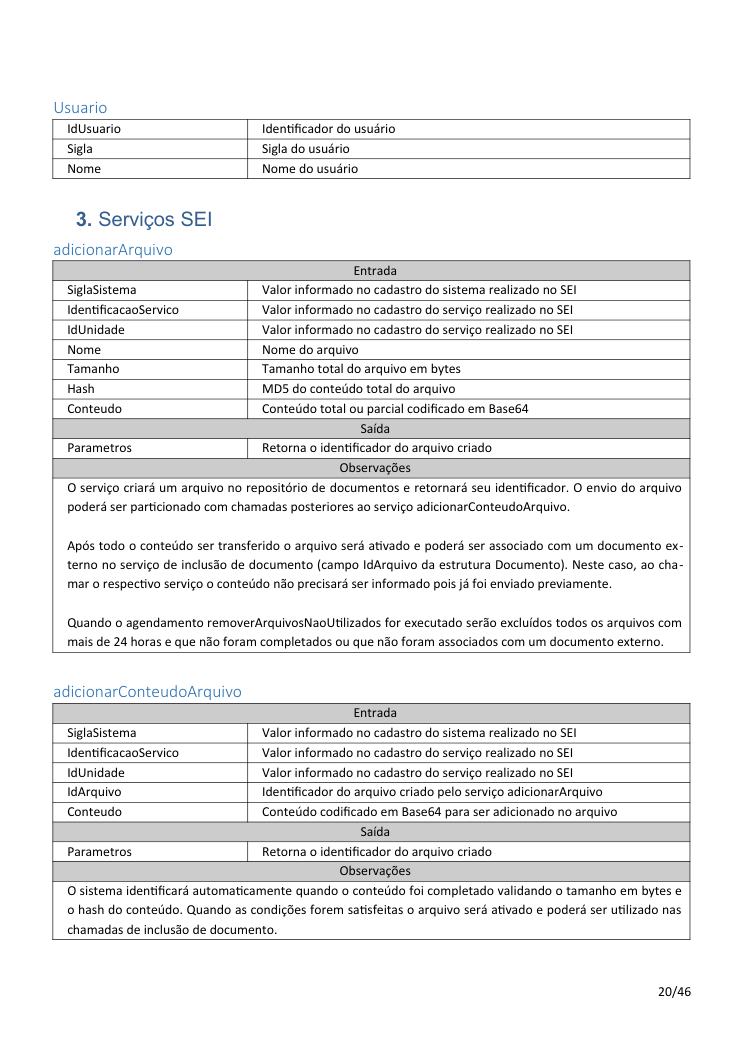 Usuario
IdUsuario Identificador do usuário
Sigla Sigla do usuário
Nome Nome do usuário
3. Serviços SEI
adicionarArquivo
Entrada
SiglaSistema Valor informado no cadastro do sistema realizado no SEI
IdentificacaoServico Valor informado no cadastro do serviço realizado no SEI
IdUnidade Valor informado no cadastro do serviço realizado no SEI
Nome Nome do arquivo
Tamanho Tamanho total do arquivo em bytes
Hash MD5 do conteúdo total do arquivo
Conteudo Conteúdo total ou parcial codificado em Base64
Saída
Parametros Retorna o identificador do arquivo criado
Observações
O serviço criará um arquivo no repositório de documentos e retornará seu identificador. O envio do arquivo
poderá ser particionado com chamadas posteriores ao serviço adicionarConteudoArquivo.
Após todo o conteúdo ser transferido o arquivo será ativado e poderá ser associado com um documento ex-
terno no serviço de inclusão de documento (campo IdArquivo da estrutura Documento). Neste caso, ao cha-
mar o respectivo serviço o conteúdo não precisará ser informado pois já foi enviado previamente.
Quando o agendamento removerArquivosNaoUtilizados for executado serão excluídos todos os arquivos com
mais de 24 horas e que não foram completados ou que não foram associados com um documento externo.
adicionarConteudoArquivo
Entrada
SiglaSistema Valor informado no cadastro do sistema realizado no SEI
IdentificacaoServico Valor informado no cadastro do serviço realizado no SEI
IdUnidade Valor informado no cadastro do serviço realizado no SEI
IdArquivo Identificador do arquivo criado pelo serviço adicionarArquivo
Conteudo Conteúdo codificado em Base64 para ser adicionado no arquivo
Saída
Parametros Retorna o identificador do arquivo criado
Observações
O sistema identificará automaticamente quando o conteúdo foi completado validando o tamanho em bytes e
o hash do conteúdo. Quando as condições forem satisfeitas o arquivo será ativado e poderá ser utilizado nas
chamadas de inclusão de documento.
20/46